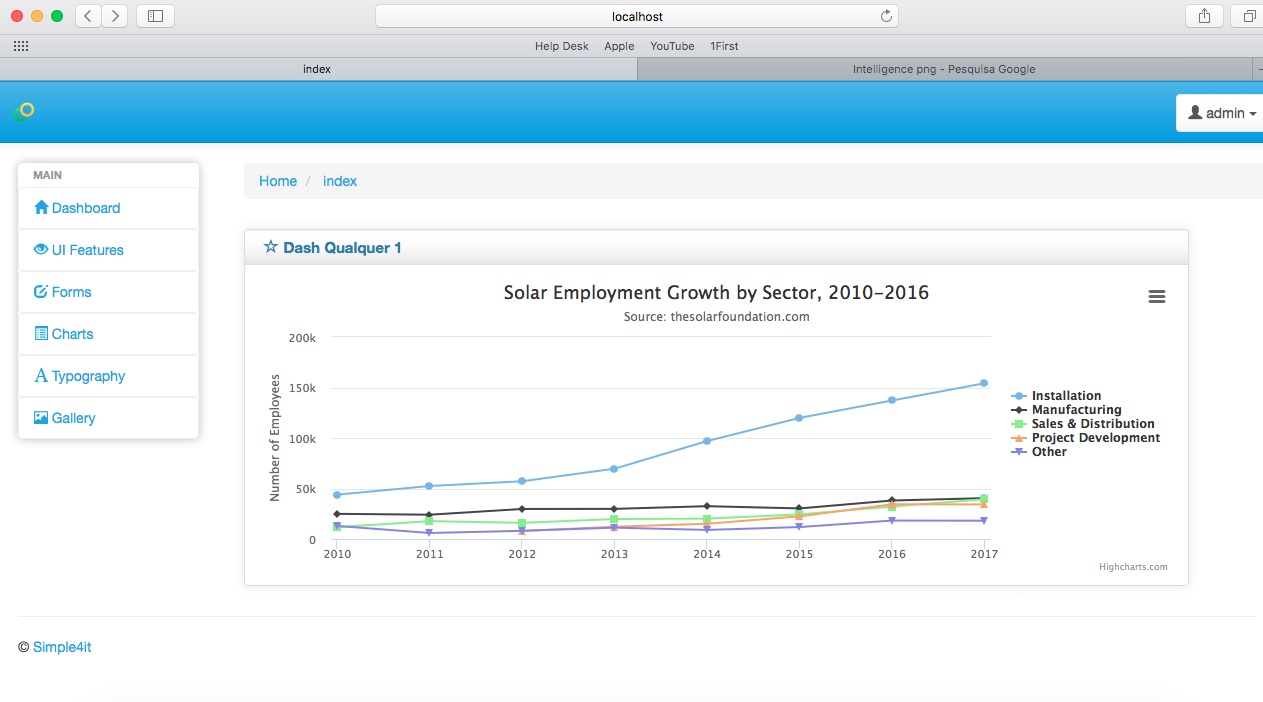 localhost
Help Desk Apple YouTube 1First
index
Intelligence png - Pesquisa Google
admin
MAIN
Dashboard
UI Features
Forms
Charts
Typography
Gallery
Home / index
Dash Qualquer 1
Solar Employment Growth by Sector, 2010-2016
Source: thesolarfoundation.com
Number of Employees
200k
150k
100k
50k
0
2010 2011 2012 2013 2014 2015 2016 2017
Installation
Manufacturing
Sales & Distribution
Project Development
Other
Highcharts.com
© Simple4it